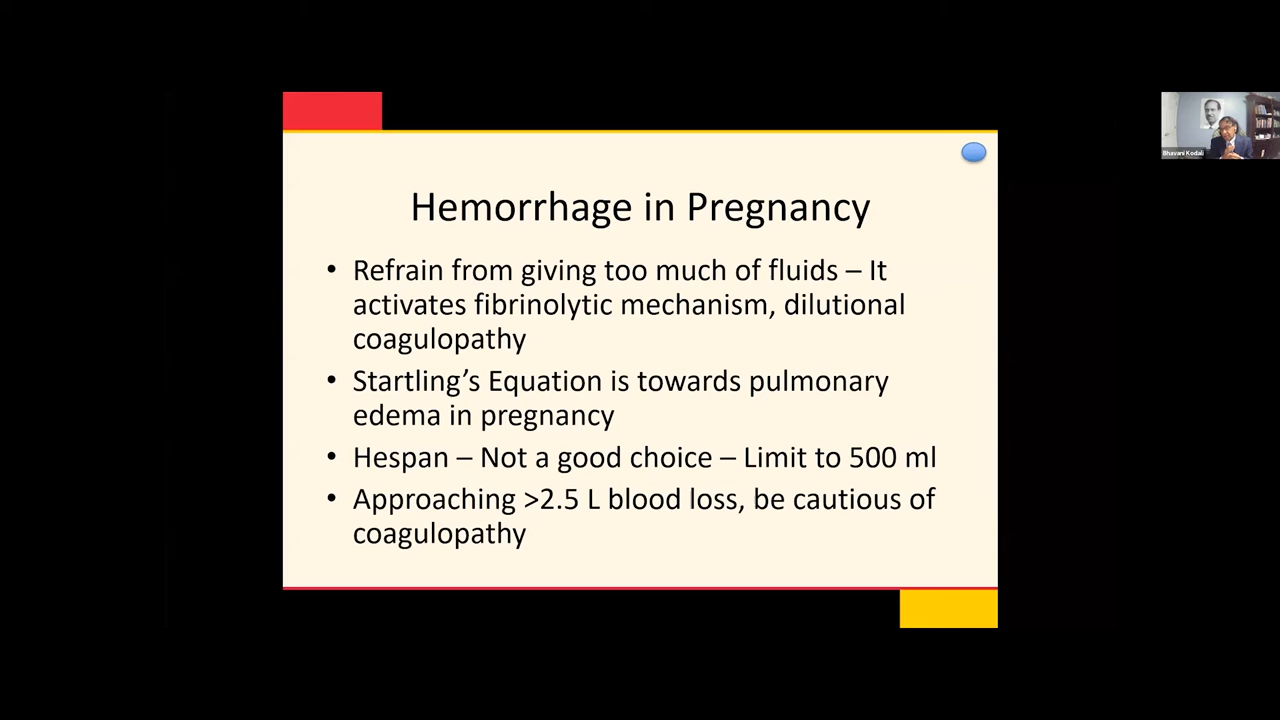 Hemorrhage in Pregnancy
• Refrain from giving too much of fluids – It
activates fibrinolytic mechanism, dilutional
coagulopathy
• Startling’s Equation is towards pulmonary
edema in pregnancy
• Hespan – Not a good choice – Limit to 500 ml
• Approaching >2.5 L blood loss, be cautious of
coagulopathy
Bhavani Kodali